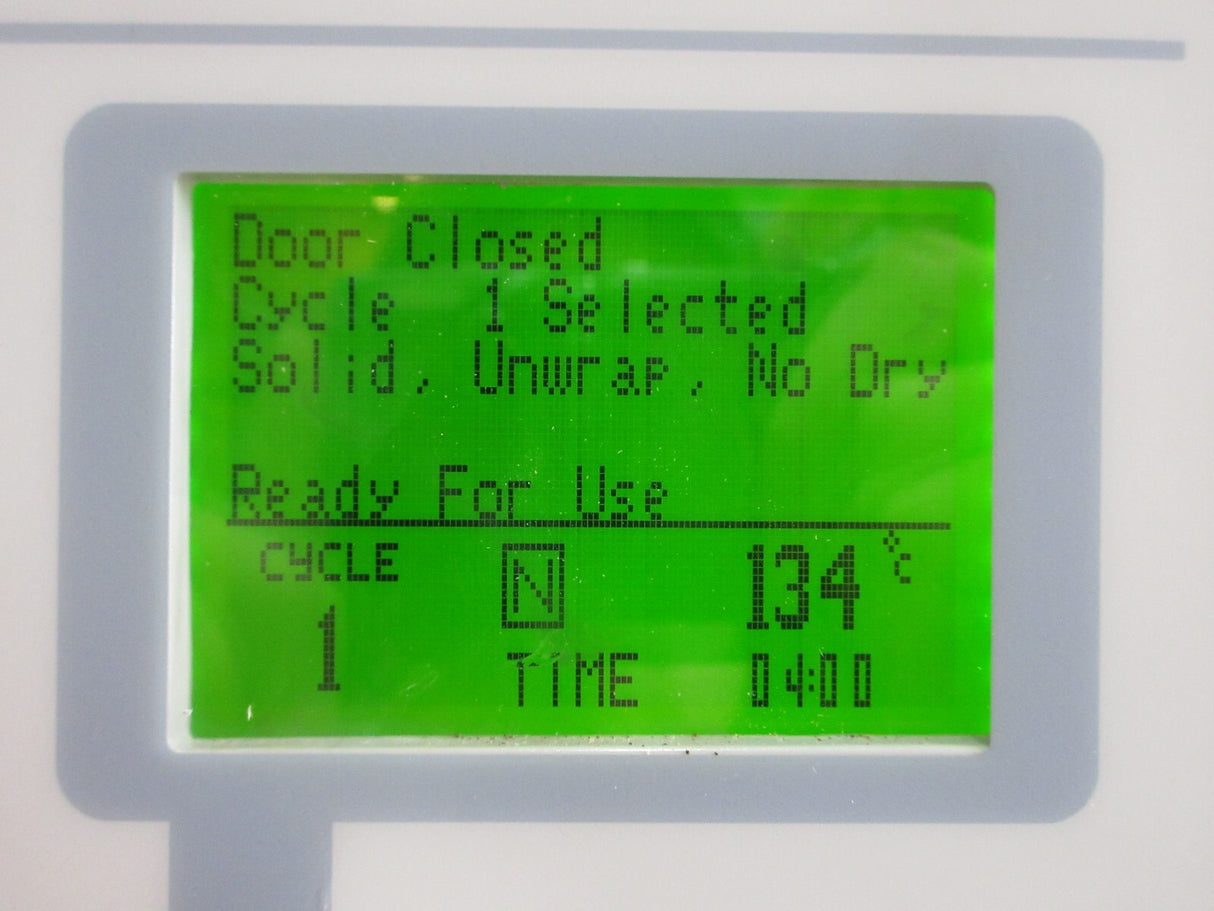 Door Closed
Cycle 1 Selected
Solid, Unwrap, No Dry
Ready For Use
CYCLE N 134 °C
1 TIME 04:00